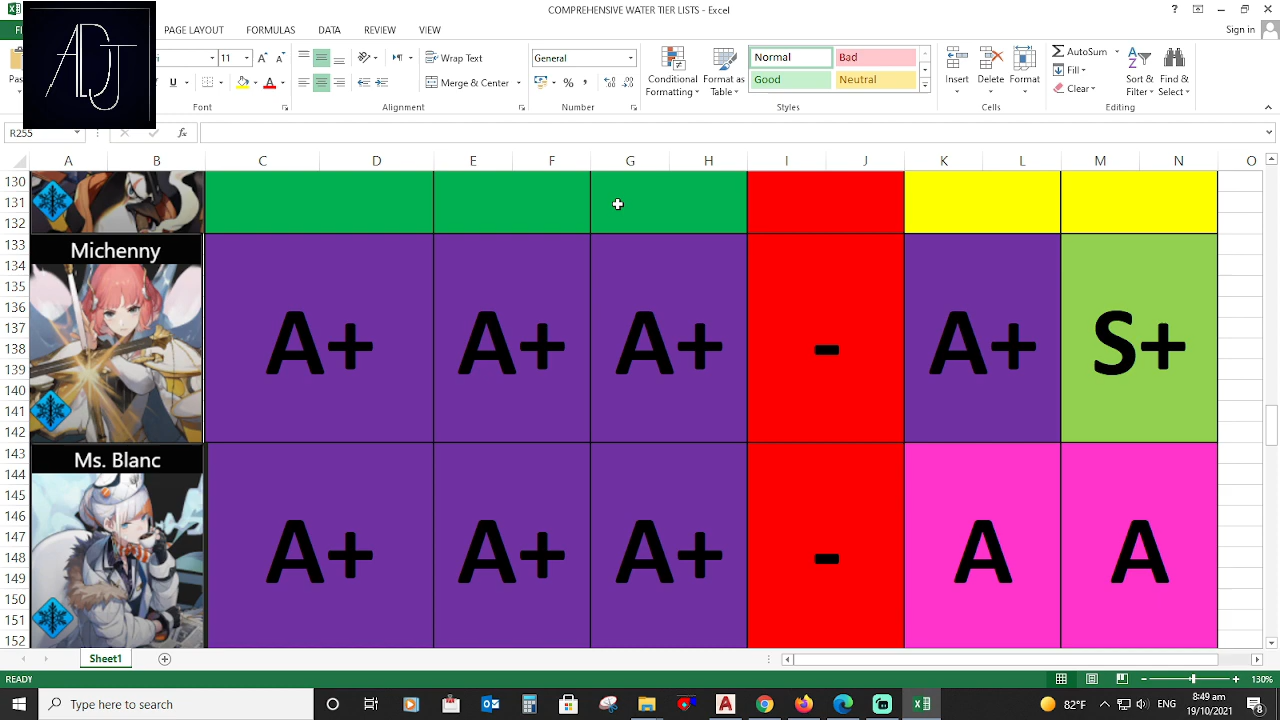 COMPREHENSIVE WATER TIER LISTS - Excel
?
ADJ
PAGE LAYOUT FORMULAS DATA REVIEW VIEW
Sign in
11 A A Wrap Text General Normal Bad AutoSum
U A Merge & Center % , Conditional Formatting Format as Table Good Neutral Insert Delete Format Fill Clear Sort & Filter Find & Select
Font Alignment Number Styles Cells Editing
R255 fx
A B C D E F G H I J K L M N O
130
131
132
133
134
135
136
137
138
139
140
141
142
143
144
145
146
147
148
149
150
151
152
Michenny
A+ A+ A+ - A+ S+
Ms. Blanc
A+ A+ A+ - A A
Sheet1
READY 130%
Type here to search 82° ENG 8:49 am
19/10/2021